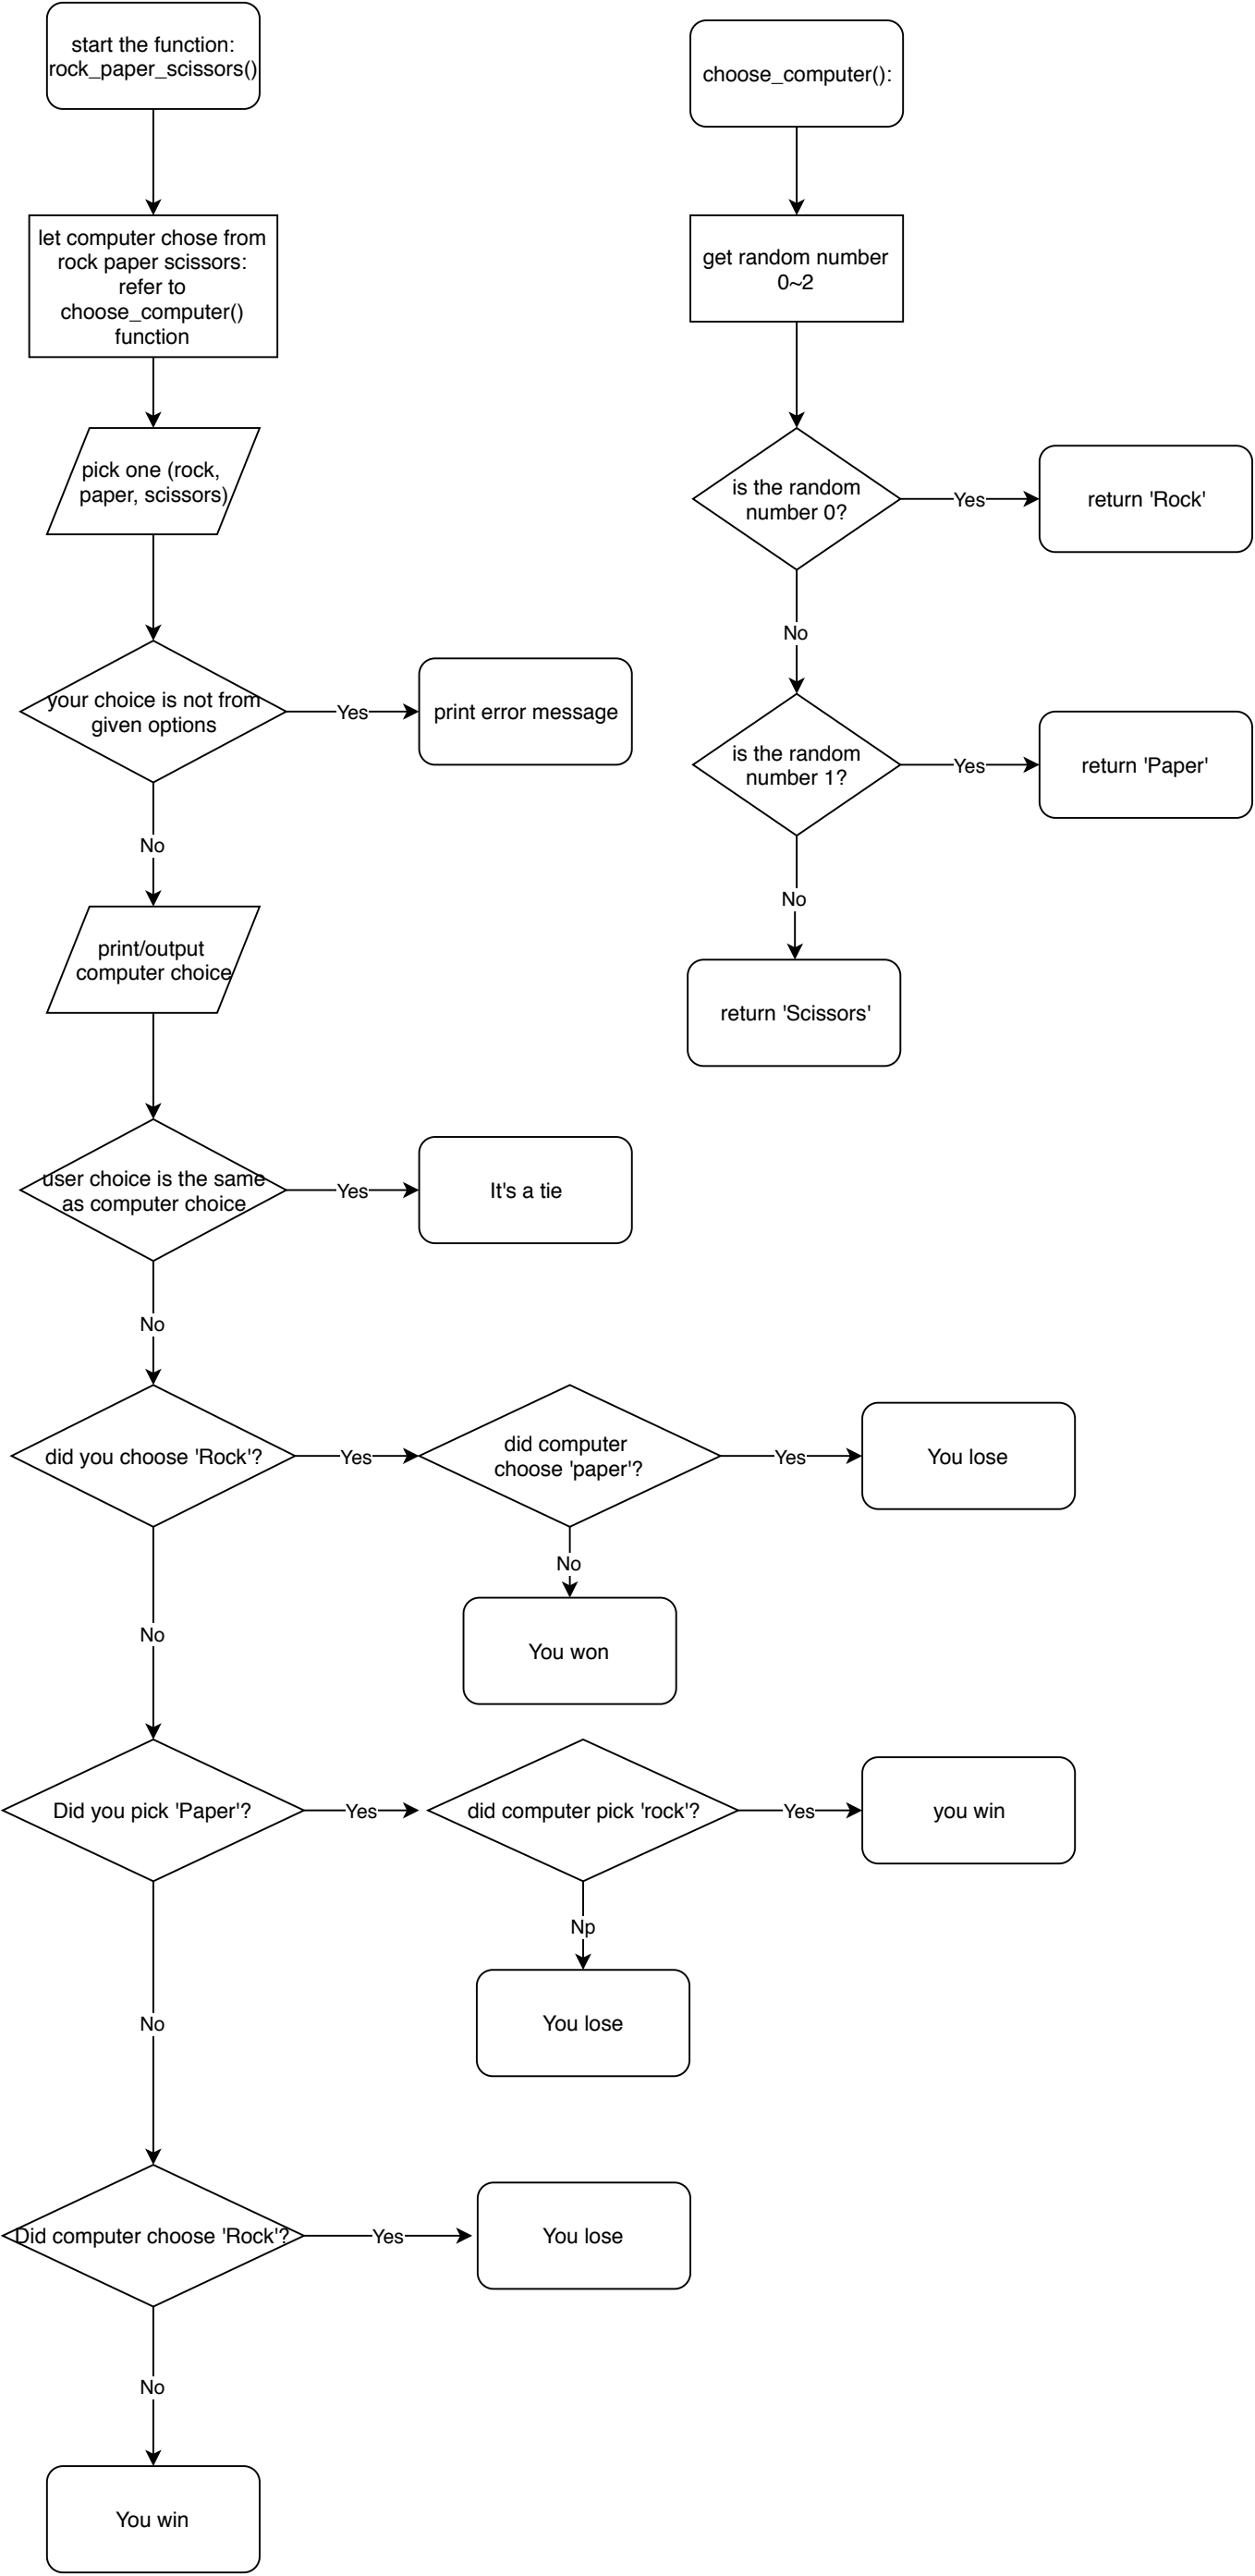 start the function:
rock_paper_scissors()
let computer chose from
rock paper scissors:
refer to
choose_computer()
function
pick one (rock,
paper, scissors)
your choice is not from
given options
Yes
print error message
No
print/output
computer choice
user choice is the same
as computer choice
Yes
It's a tie
No
did you choose 'Rock'?
Yes
did computer
choose 'paper'?
Yes
You lose
No
You won
No
Did you pick 'Paper'?
Yes
did computer pick 'rock'?
Yes
you win
Np
You lose
No
Did computer choose 'Rock'?
Yes
You lose
No
You win
choose_computer():
get random number
0~2
is the random
number 0?
Yes
return 'Rock'
No
is the random
number 1?
Yes
return 'Paper'
No
return 'Scissors'